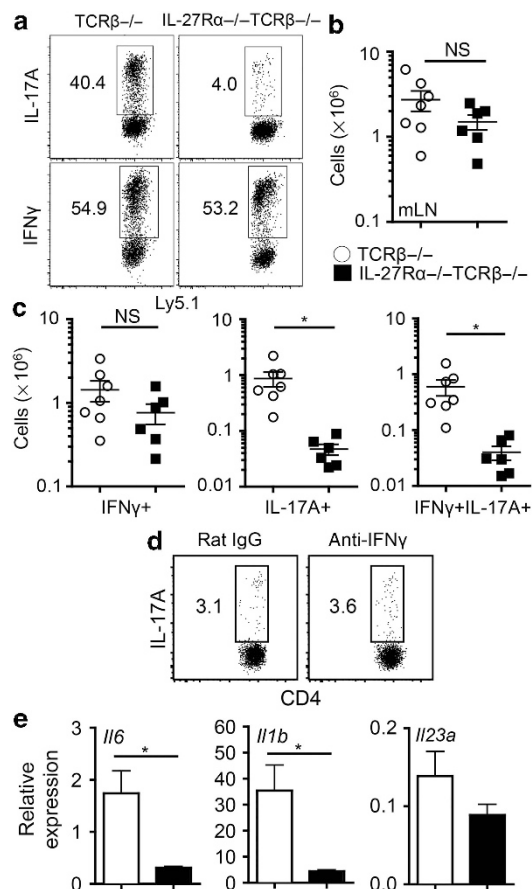 a
TCRβ−/− IL-27Rα−/−TCRβ−/−
IL-17A
40.4
4.0
IFNγ
54.9
53.2
Ly5.1
b
NS
Cells (×10⁶)
10
1
0.1
mLN
TCRβ−/−
IL-27Rα−/−TCRβ−/−
c
NS
Cells (× 10⁶)
10
1
0.1
IFNγ+
*
10
1
0.1
0.01
IL-17A+
*
10
1
0.1
0.01
IFNγ+IL-17A+
d
Rat IgG Anti-IFNγ
IL-17A
3.1
3.6
CD4
e
Relative
expression
Il6
*
3
2
1
0
Il1b
*
60
50
40
30
20
10
0
Il23a
0.2
0.1
0.0